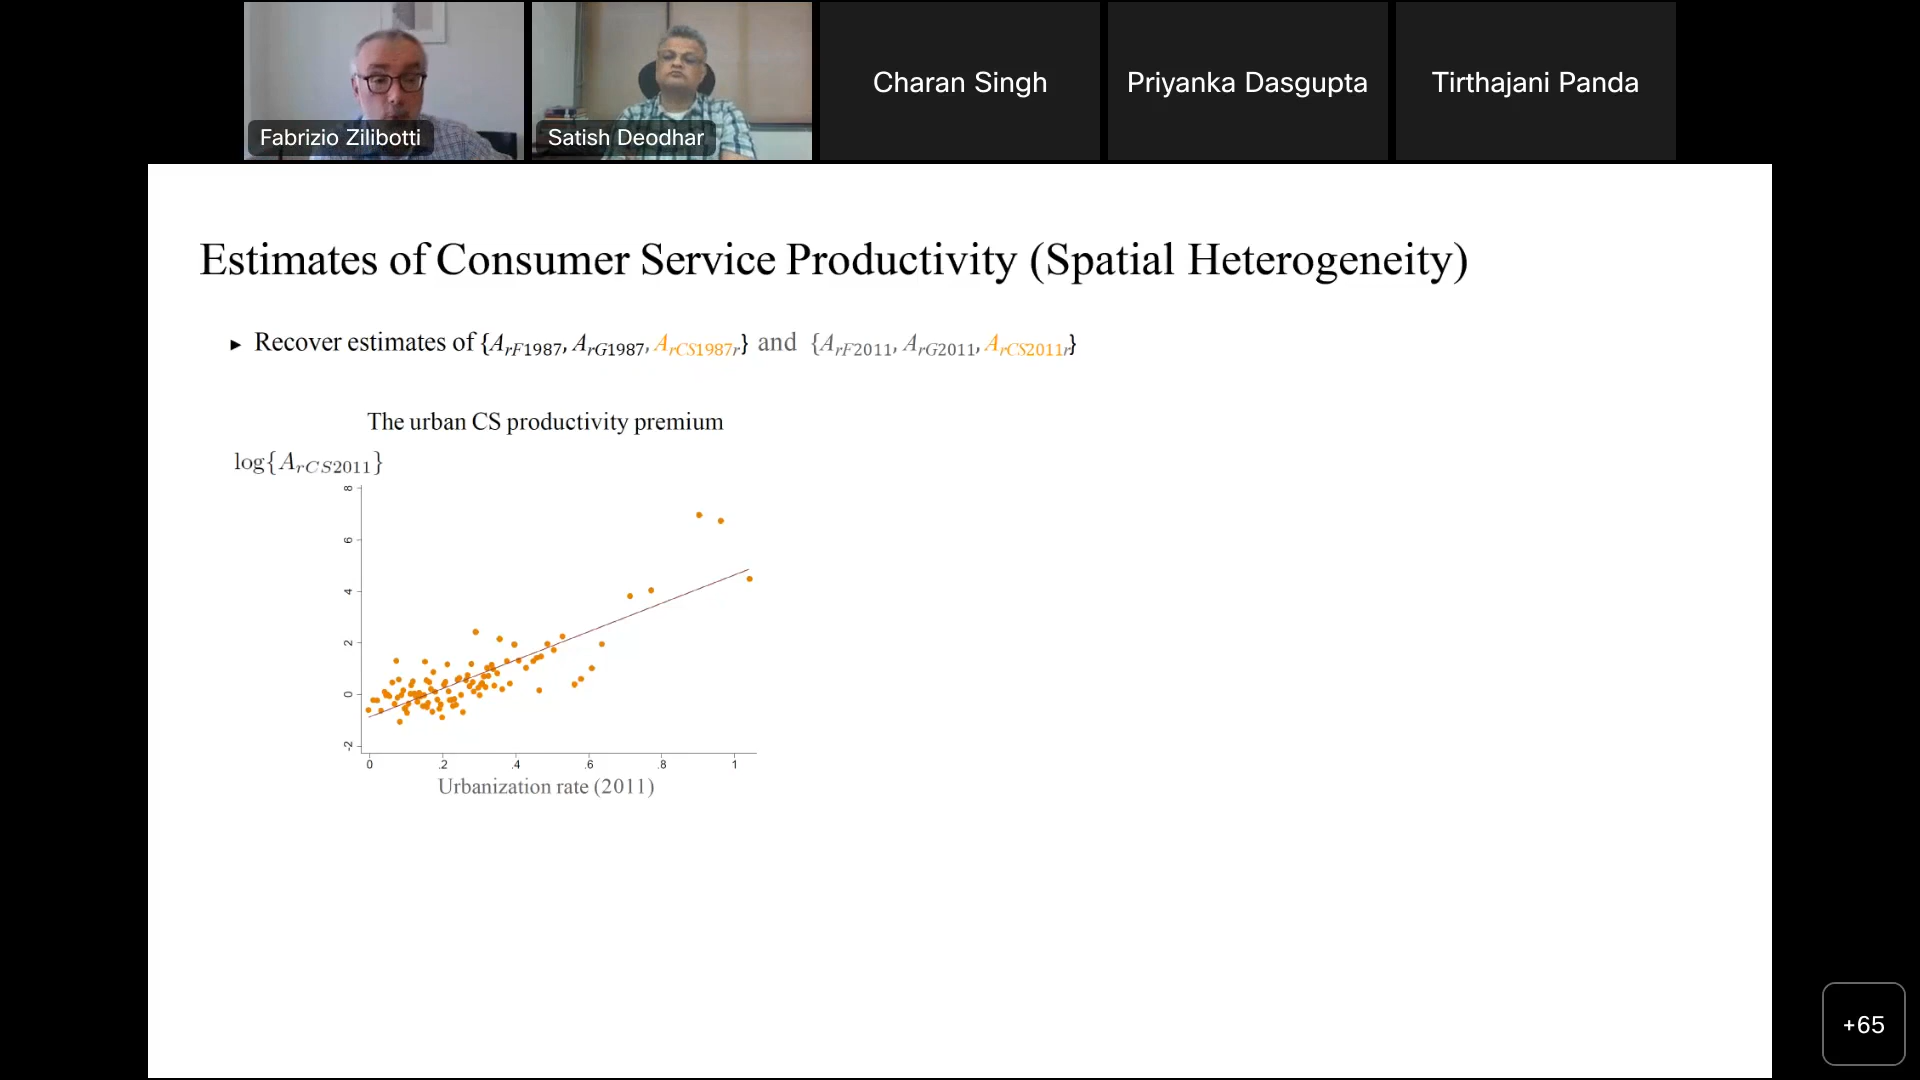 Fabrizio Zilibotti
Satish Deodhar
Charan Singh
Priyanka Dasgupta
Tirthajani Panda
Estimates of Consumer Service Productivity (Spatial Heterogeneity)
► Recover estimates of {A_rF1987, A_rG1987, A_rCS1987r} and {A_rF2011, A_rG2011, A_rCS2011r}
The urban CS productivity premium
log{A_rCS2011}
8
6
4
2
0
-2
0 .2 .4 .6 .8 1
Urbanization rate (2011)
+65